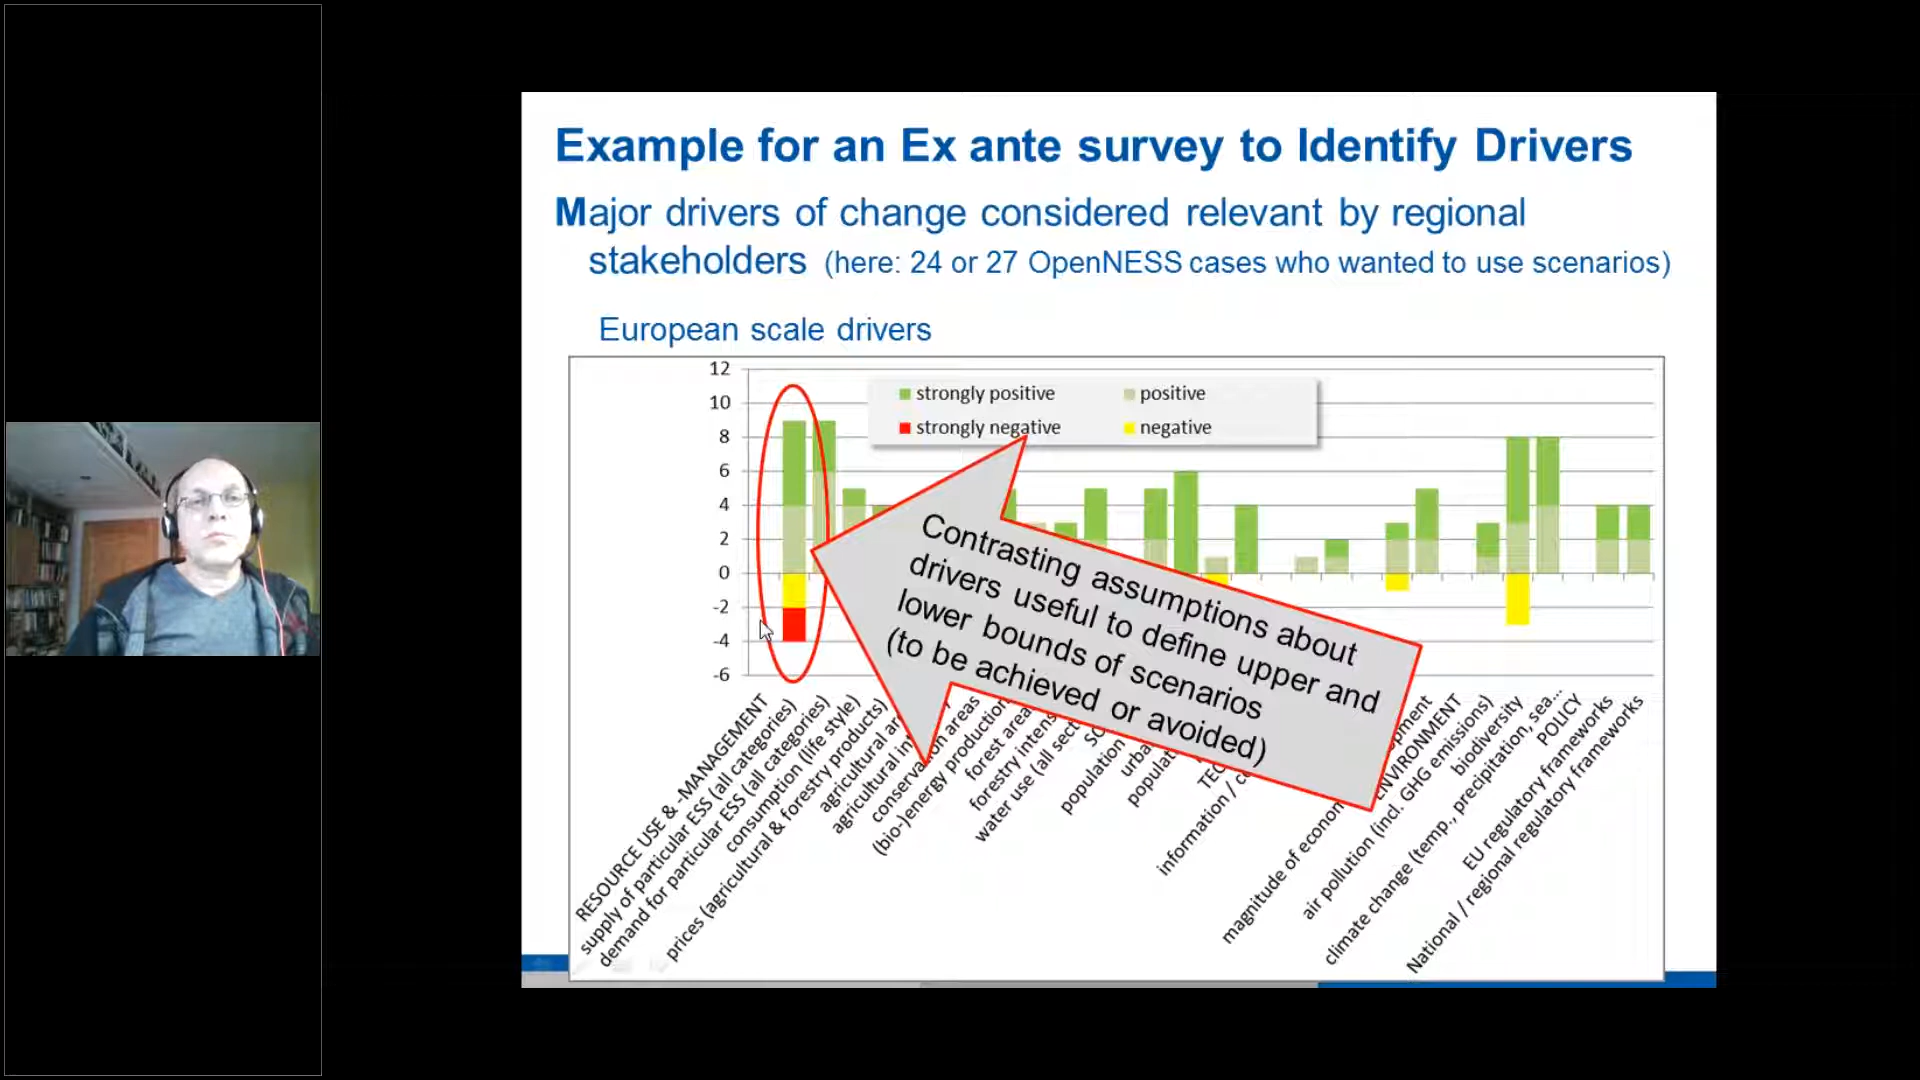 Example for an Ex ante survey to Identify Drivers
Major drivers of change considered relevant by regional
stakeholders (here: 24 or 27 OpenNESS cases who wanted to use scenarios)
European scale drivers
12
10
8
6
4
2
0
-2
-4
-6
strongly positive
positive
strongly negative
negative
Contrasting assumptions about
drivers useful to define upper and
lower bounds of scenarios
(to be achieved or avoided)
RESOURCE USE & -MANAGEMENT
supply of particular ESS (all categories)
demand for particular ESS (all categories)
consumption (life style)
prices (agricultural & forestry products)
agricultural
agricultural
conservation areas
(bio-)energy production
forest area
forestry
water use (all
population
information /
magnitude of
ENVIRONMENT
air pollution (incl. GHG emissions)
biodiversity
climate change (temp., precipitation, sea...
POLICY
EU regulatory frameworks
National / regional regulatory frameworks